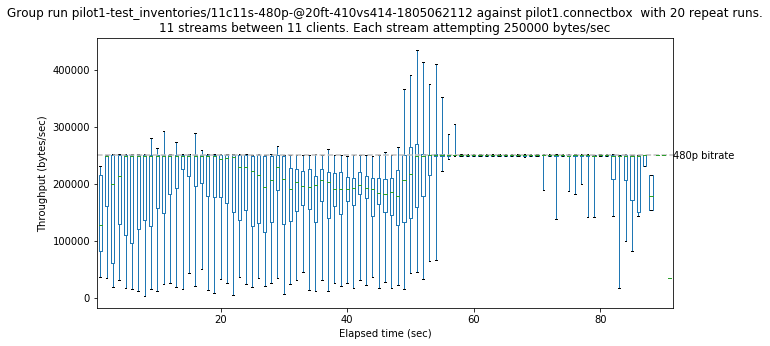 Group run pilot1-test_inventories/11c11s-480p-@20ft-410vs414-1805062112 against pilot1.connectbox  with 20 repeat runs.
11 streams between 11 clients. Each stream attempting 250000 bytes/sec
400000
300000
200000
100000
0
Throughput (bytes/sec)
480p bitrate
20
40
60
80
Elapsed time (sec)